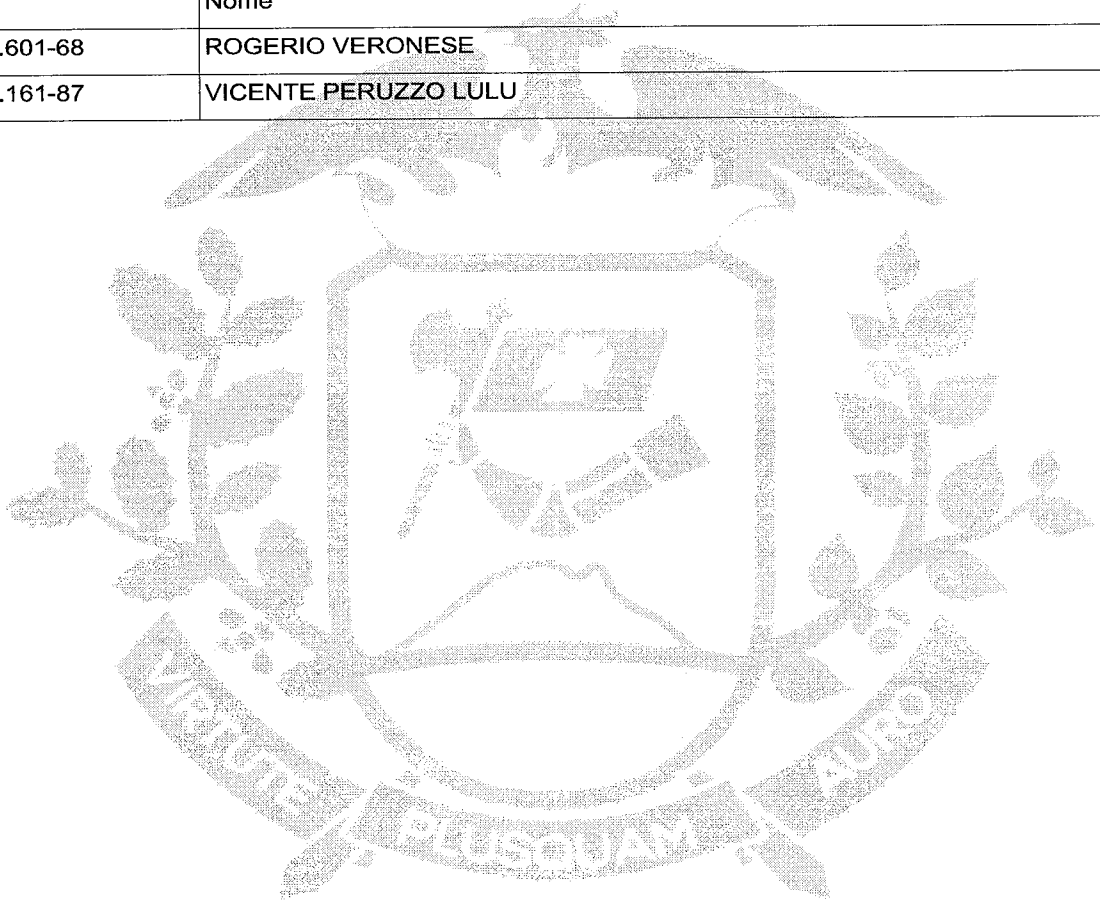 Nome
.601-68 ROGERIO VERONESE
.161-87 VICENTE PERUZZO LULU
VIRTUTE PLUSQUAM AURO